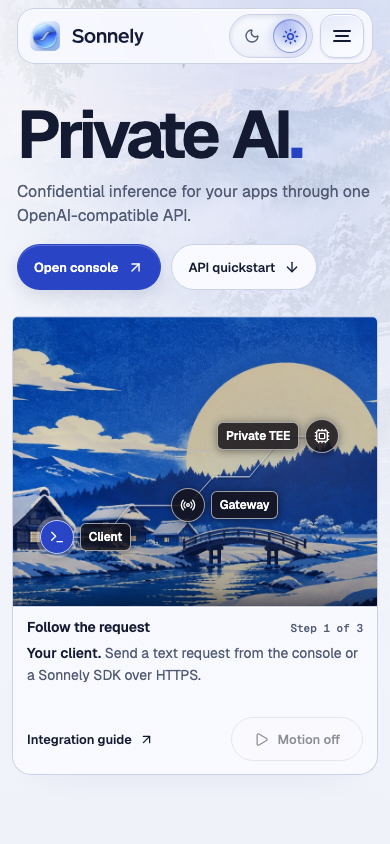 Sonnely
Private AI.
Confidential inference for your apps through one
OpenAI-compatible API.
Open console
API quickstart
Private TEE
Gateway
>_
Client
Follow the request
Step 1 of 3
Your client. Send a text request from the console or
a Sonnely SDK over HTTPS.
Integration guide
Motion off